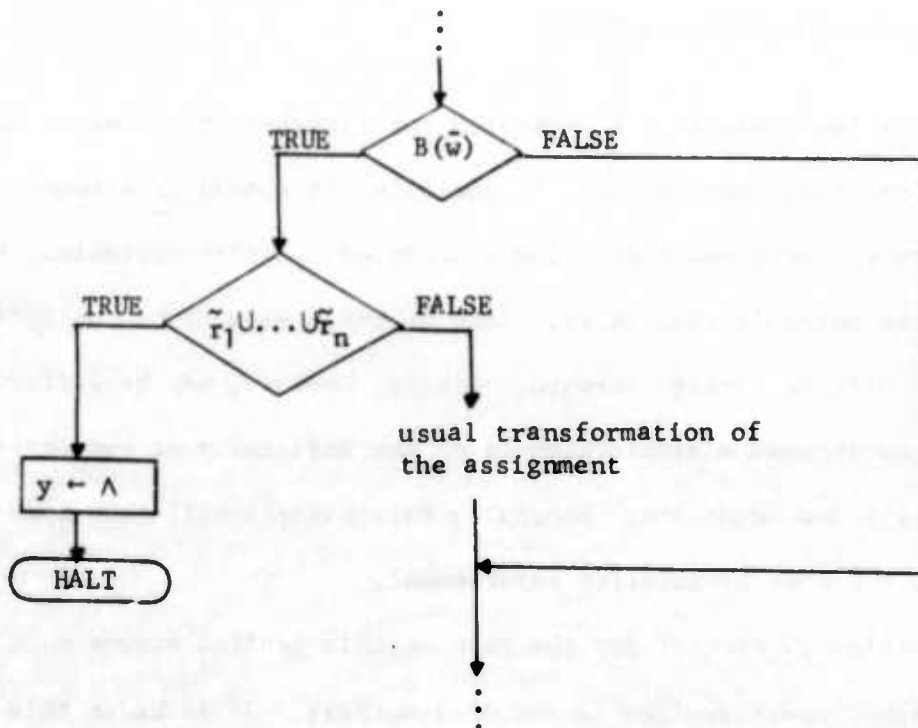 TRUE B(w̄) FALSE
TRUE r̃₁∪...∪r̃ₙ FALSE
usual transformation of
the assignment
y ← Λ
HALT